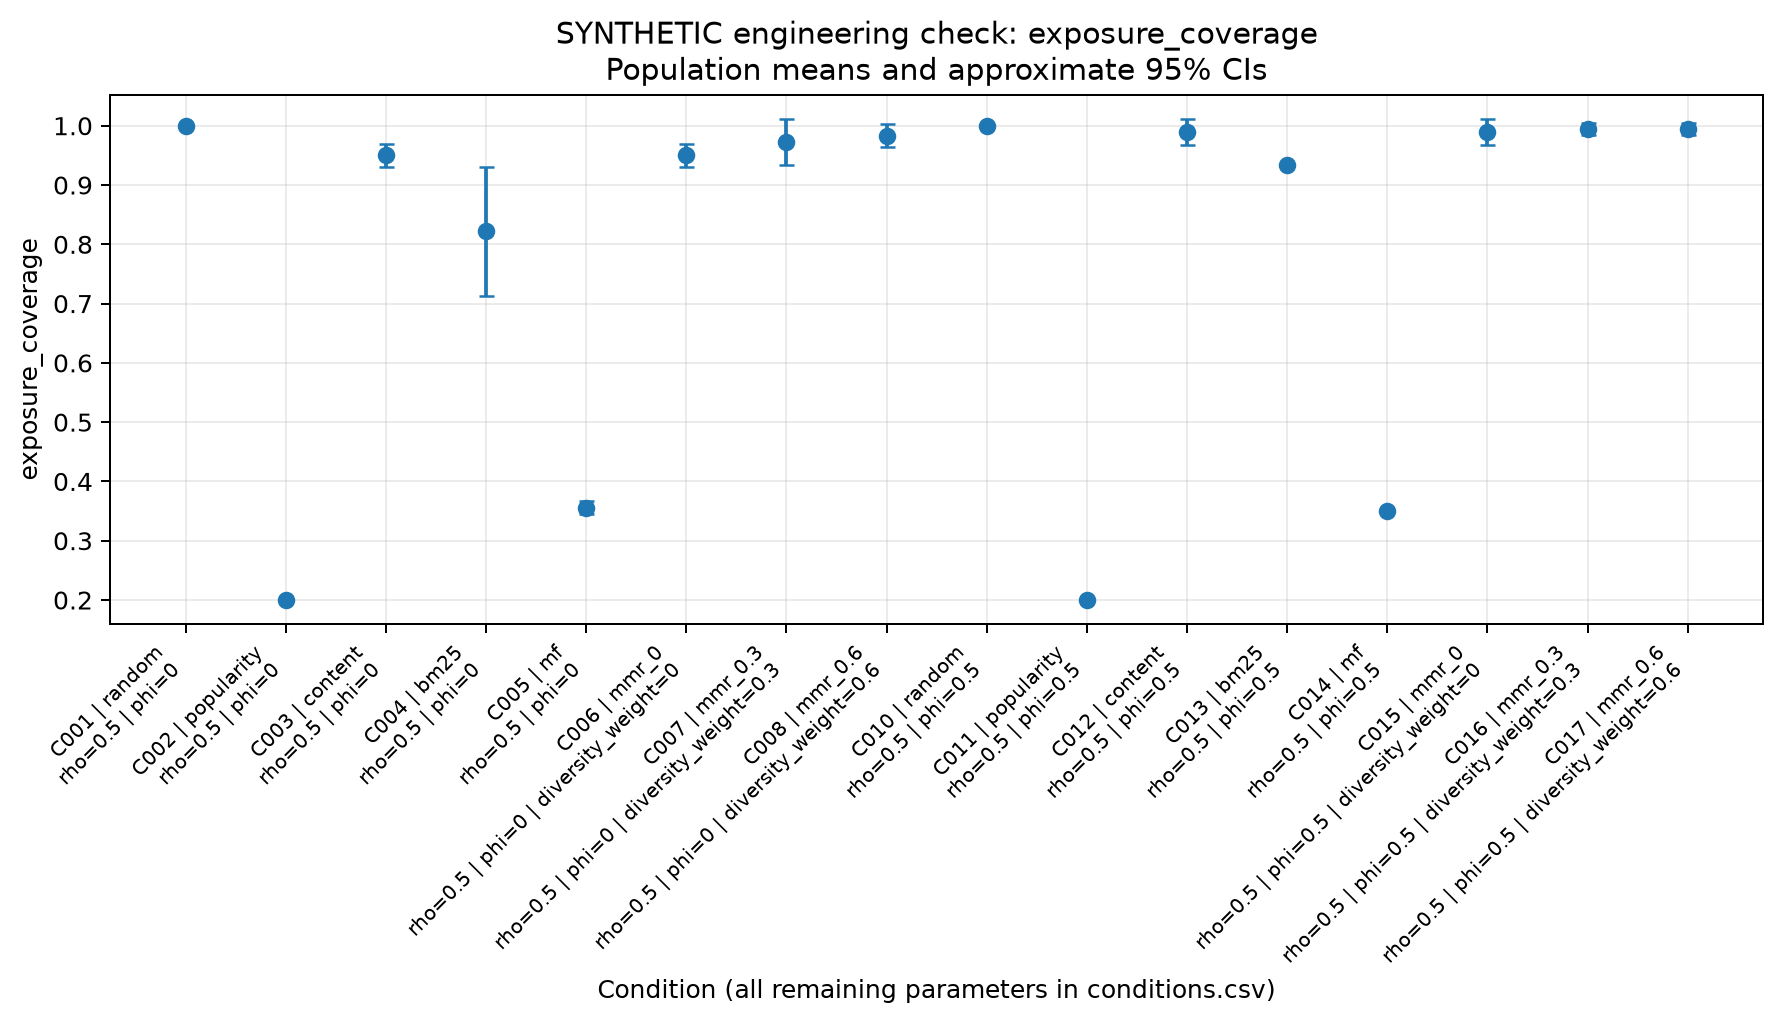 SYNTHETIC engineering check: exposure_coverage
Population means and approximate 95% CIs
exposure_coverage
1.0
0.9
0.8
0.7
0.6
0.5
0.4
0.3
0.2
C001 | random
rho=0.5 | phi=0
C002 | popularity
rho=0.5 | phi=0
C003 | content
rho=0.5 | phi=0
C004 | bm25
rho=0.5 | phi=0
C005 | mf
rho=0.5 | phi=0
C006 | mmr_0
rho=0.5 | phi=0 | diversity_weight=0
C007 | mmr_0.3
rho=0.5 | phi=0 | diversity_weight=0.3
C008 | mmr_0.6
rho=0.5 | phi=0 | diversity_weight=0.6
C010 | random
rho=0.5 | phi=0.5
C011 | popularity
rho=0.5 | phi=0.5
C012 | content
rho=0.5 | phi=0.5
C013 | bm25
rho=0.5 | phi=0.5
C014 | mf
rho=0.5 | phi=0.5
C015 | mmr_0
rho=0.5 | phi=0.5 | diversity_weight=0
C016 | mmr_0.3
rho=0.5 | phi=0.5 | diversity_weight=0.3
C017 | mmr_0.6
rho=0.5 | phi=0.5 | diversity_weight=0.6
Condition (all remaining parameters in conditions.csv)